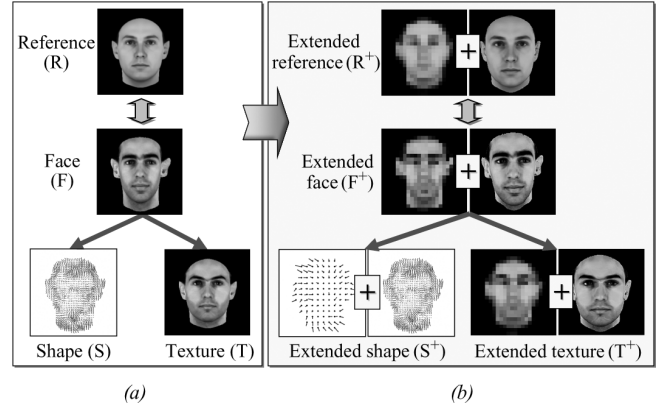 Reference
(R)
Face
(F)
Shape (S)
Texture (T)
(a)
Extended
reference (R+)
+
Extended
face (F+)
+
+
+
Extended shape (S+)
Extended texture (T+)
(b)